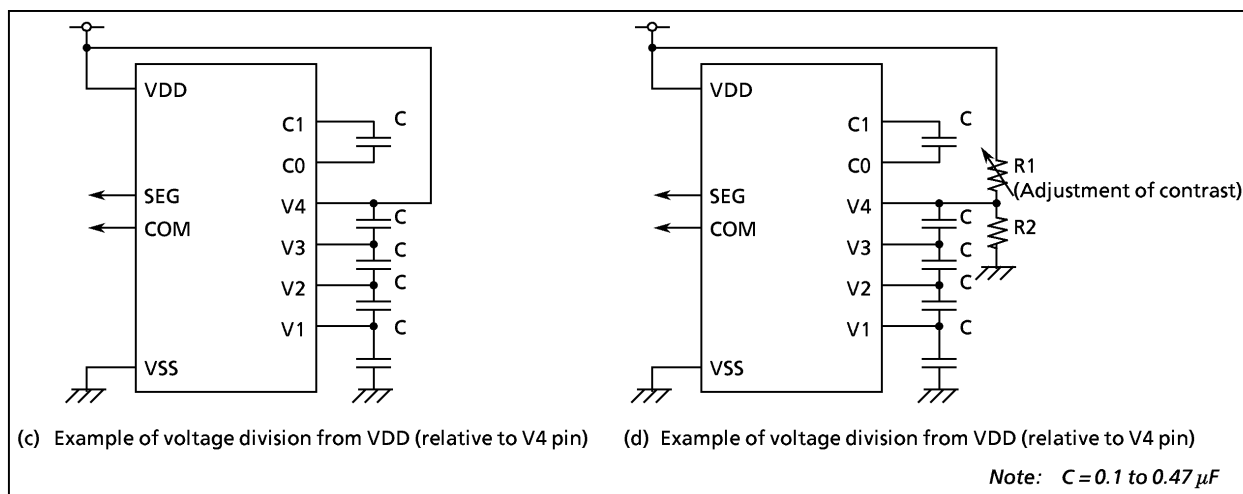 VDD
C1
C
C0
SEG
V4
C
COM
V3
C
V2
C
V1
VSS
(c) Example of voltage division from VDD (relative to V4 pin)
VDD
C1
C
C0
R1
(Adjustment of contrast)
SEG
V4
C
R2
COM
V3
C
V2
C
V1
C
VSS
(d) Example of voltage division from VDD (relative to V4 pin)
Note: C = 0.1 to 0.47 μF